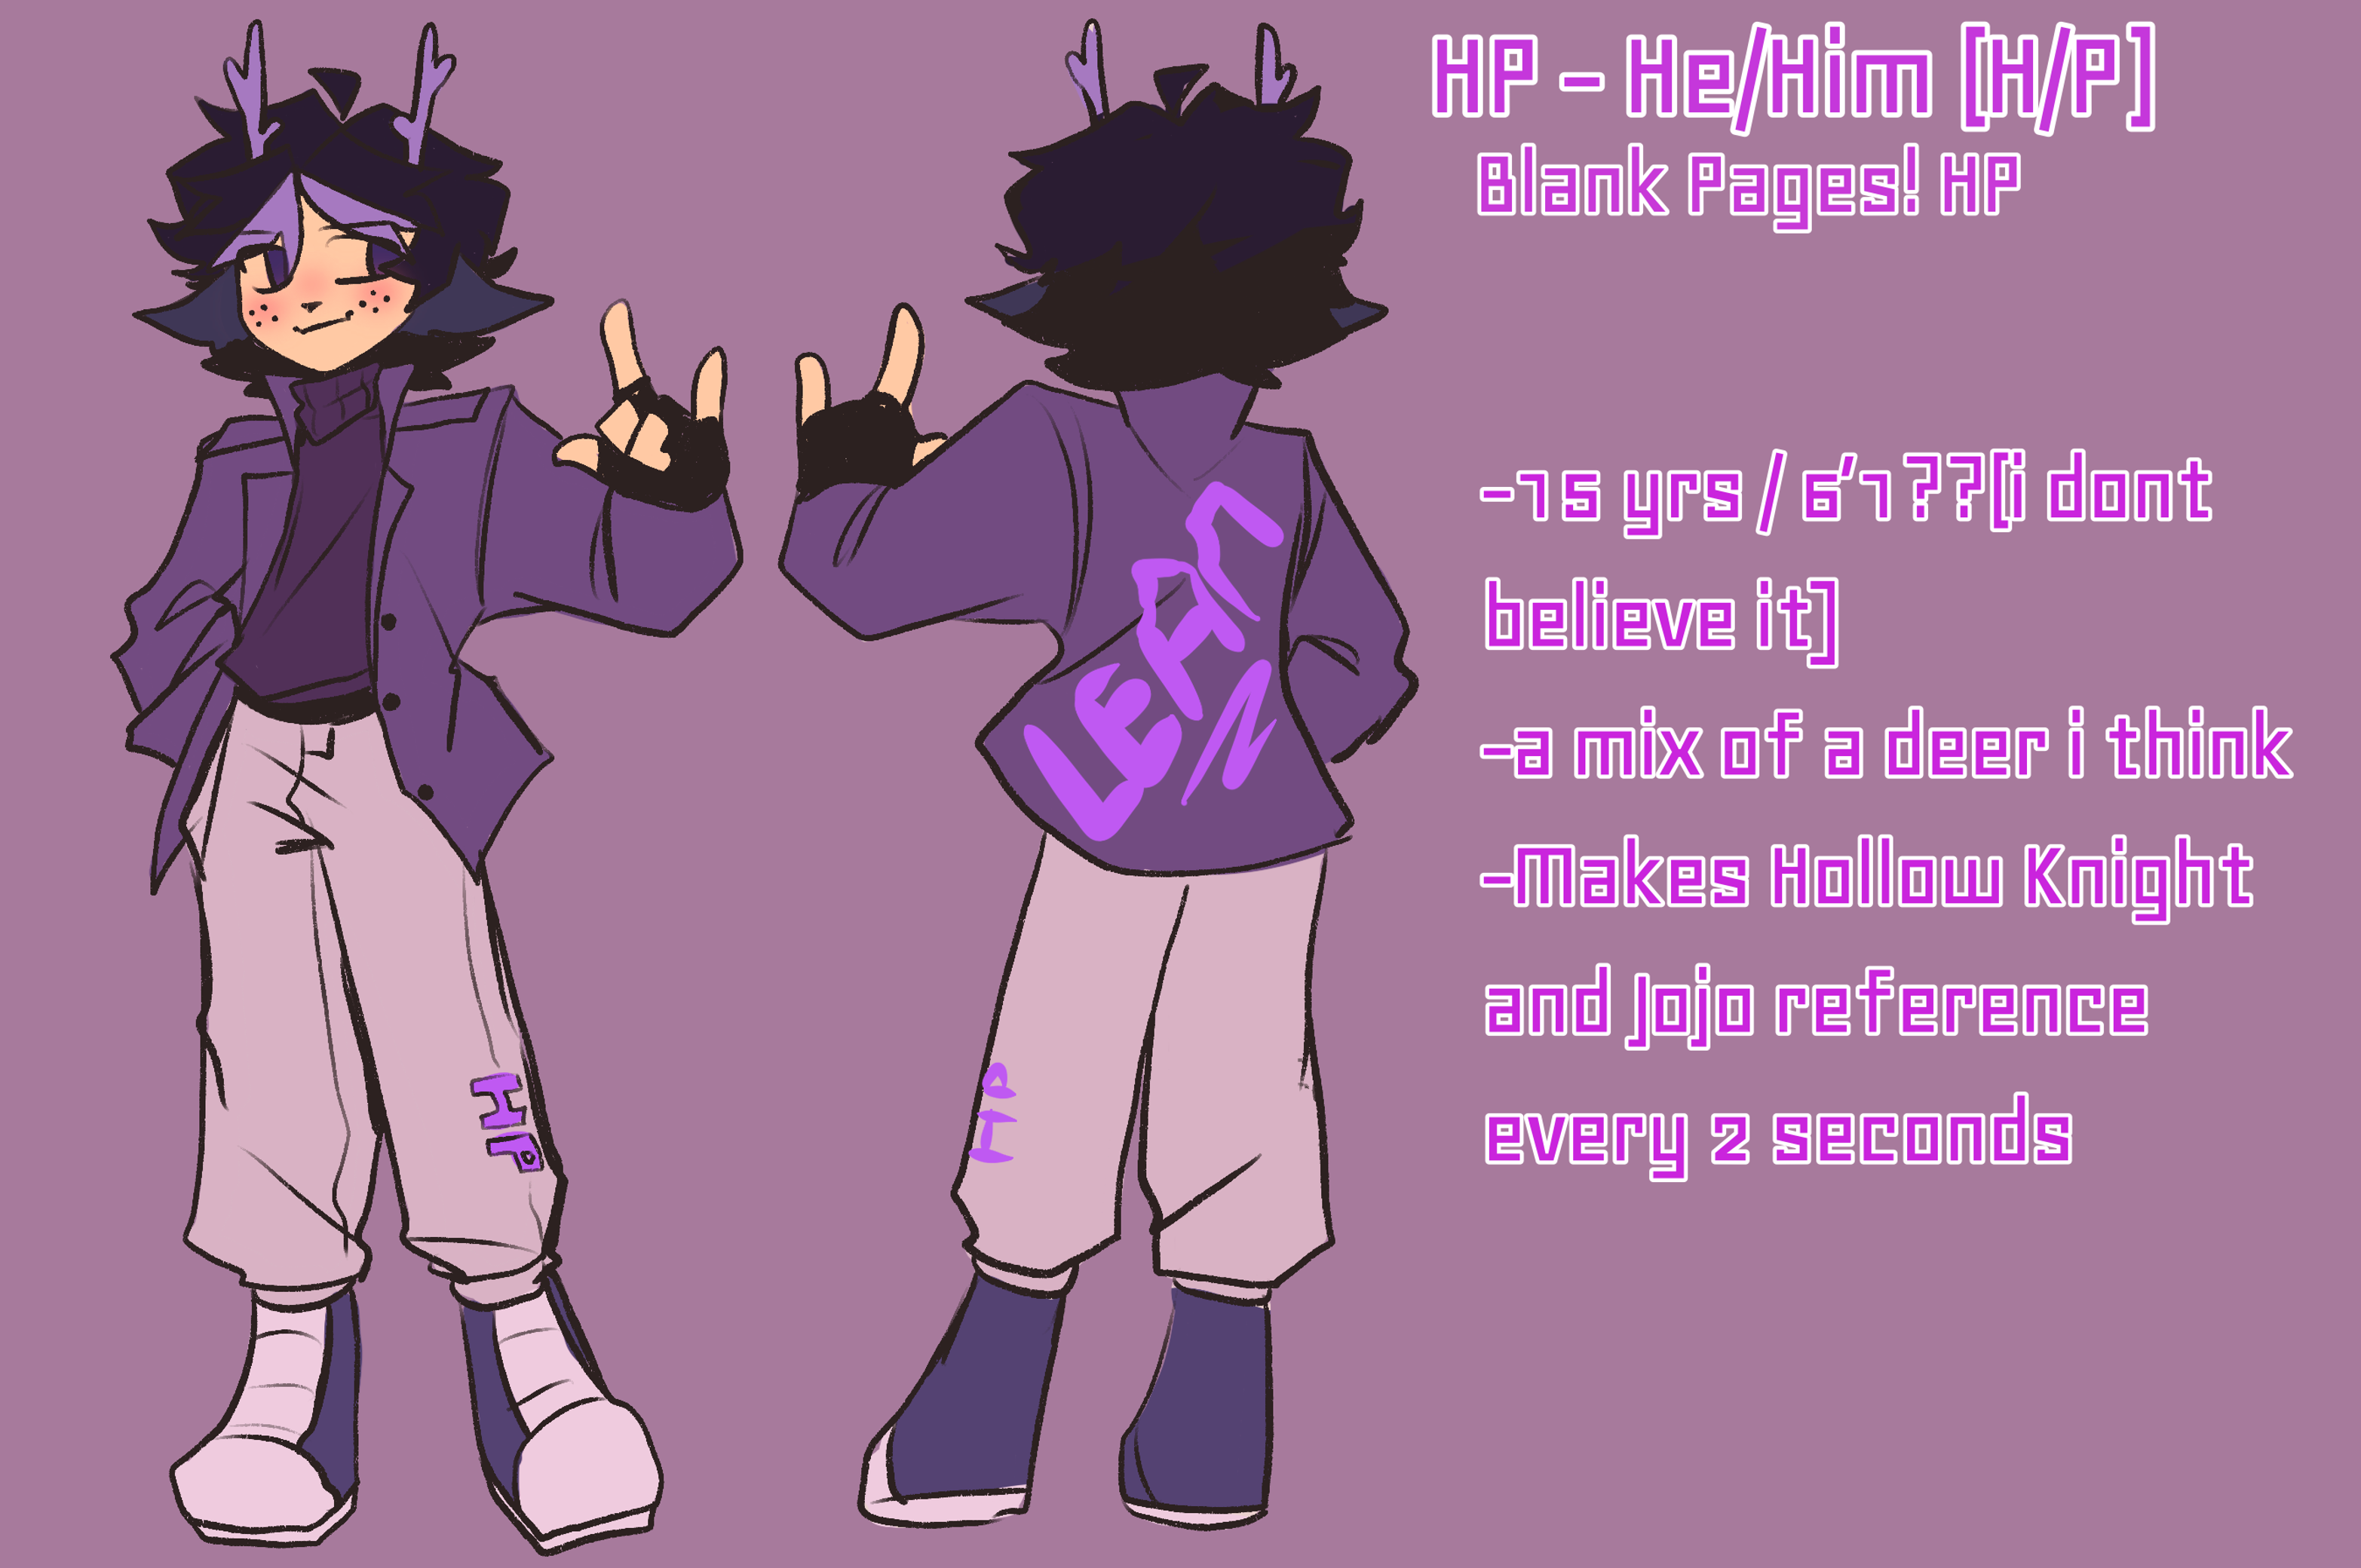 HP - He/Him [H/P]
Blank Pages! HP
-15 yrs / 6'1??[i dont
believe it]
-a mix of a deer i think
-Makes Hollow Knight
and Jojo reference
every 2 seconds
LEAN
HP